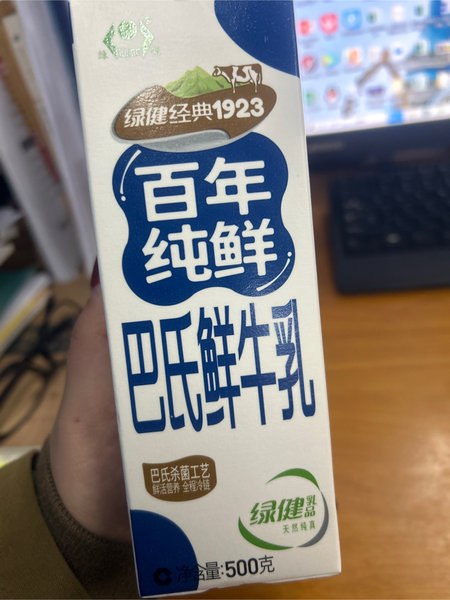 绿健经典1923
百年
纯鲜
巴氏鲜牛乳
巴氏杀菌工艺
鲜活营养 全程冷链
绿健乳品
天然纯真
净含量:500克